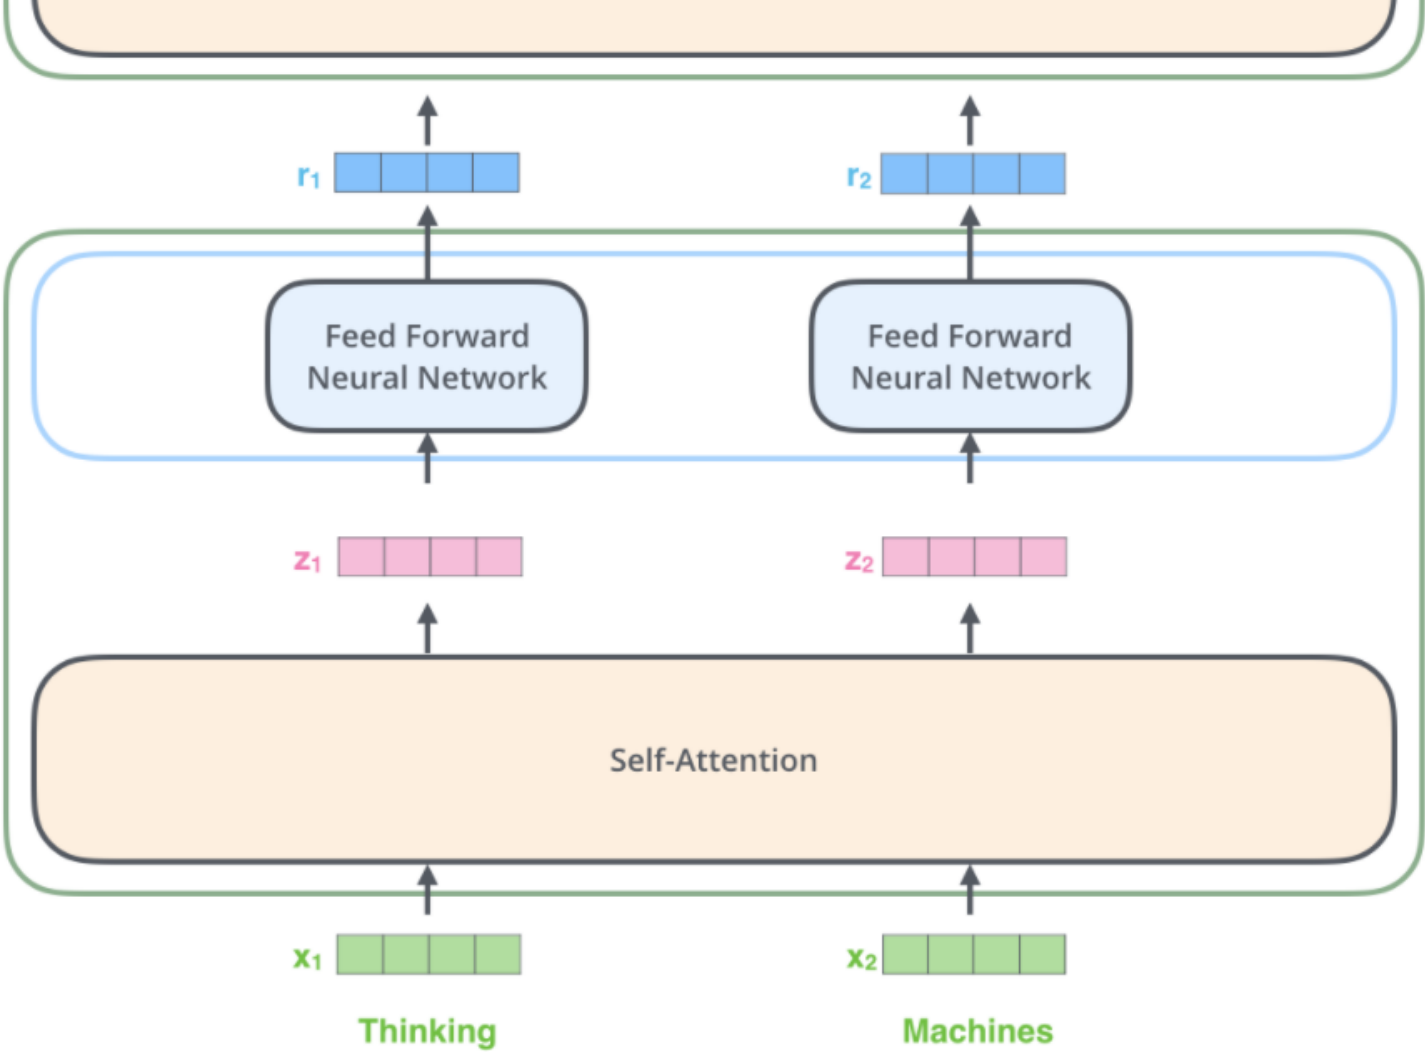 r₁
r₂
Feed Forward
Neural Network
Feed Forward
Neural Network
z₁
z₂
Self-Attention
x₁
x₂
Thinking
Machines